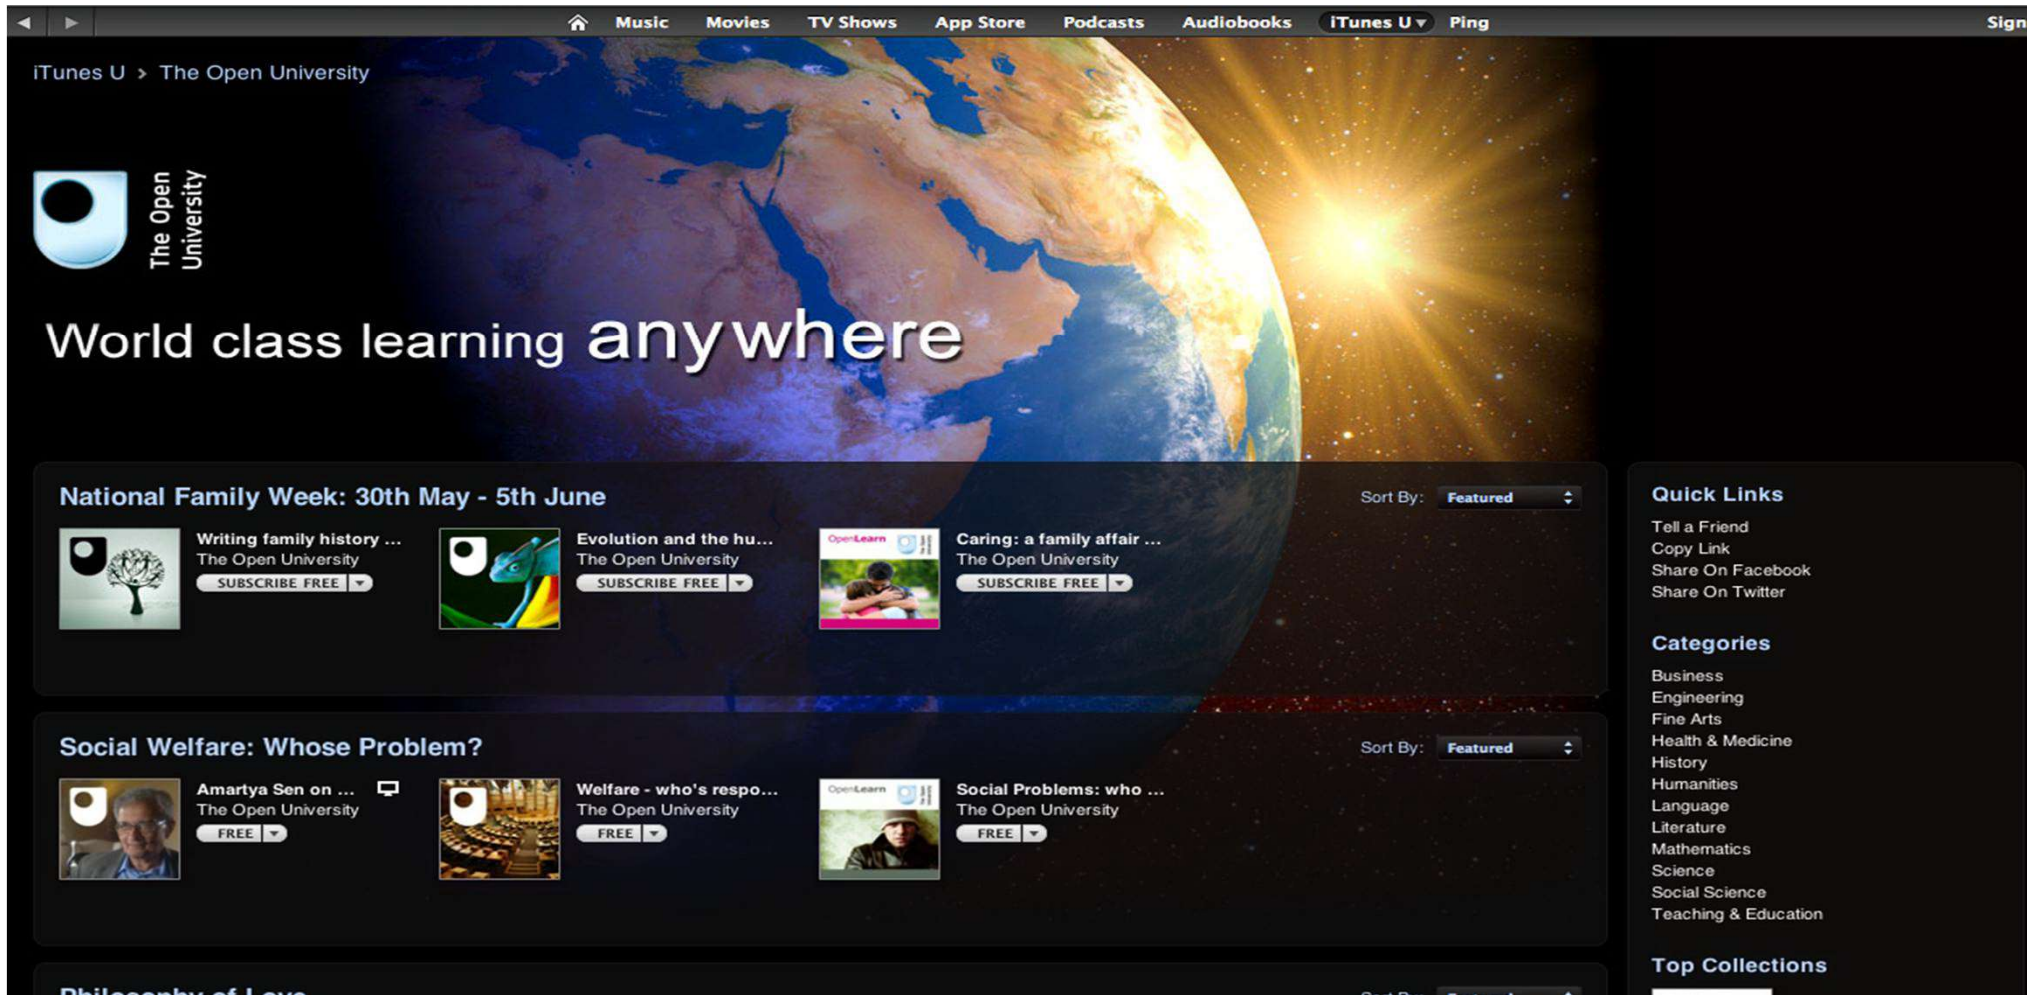 Music Movies TV Shows App Store Podcasts Audiobooks iTunes U Ping Sign
iTunes U > The Open University
The Open
University
World class learning anywhere
National Family Week: 30th May - 5th June
Sort By: Featured
Writing family history ...
The Open University
SUBSCRIBE FREE
Evolution and the hu...
The Open University
SUBSCRIBE FREE
OpenLearn
Caring: a family affair ...
The Open University
SUBSCRIBE FREE
Social Welfare: Whose Problem?
Sort By: Featured
Amartya Sen on ...
The Open University
FREE
Welfare - who's respo...
The Open University
FREE
OpenLearn
Social Problems: who ...
The Open University
FREE
Philosophy of Love
Quick Links
Tell a Friend
Copy Link
Share On Facebook
Share On Twitter
Categories
Business
Engineering
Fine Arts
Health & Medicine
History
Humanities
Language
Literature
Mathematics
Science
Social Science
Teaching & Education
Top Collections